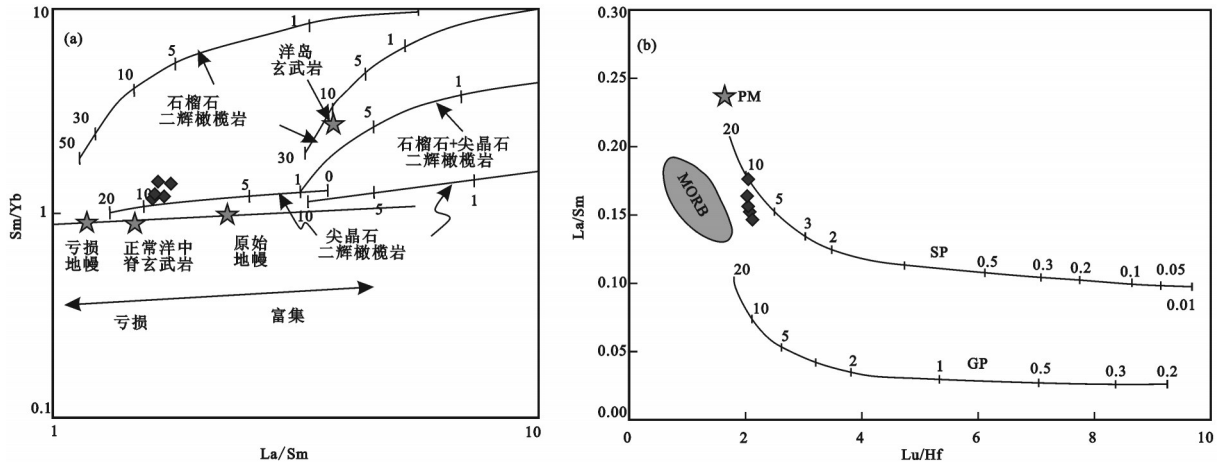 (a)
10
1
0.1
Sm/Yb
1
10
La/Sm
50
30
10
5
1
石榴石
二辉橄榄岩
洋岛
玄武岩
30
10
5
1
石榴石+尖晶石
二辉橄榄岩
5
1
20
10
5
1
0
10
5
1
尖晶石
二辉橄榄岩
亏损
地幔
正常洋中
脊玄武岩
原始
地幔
亏损
富集
(b)
0.30
0.25
0.20
0.15
0.10
0.05
0.00
La/Sm
0
2
4
6
8
10
Lu/Hf
PM
MORB
20
10
5
3
2
SP
0.5
0.3
0.2
0.1
0.05
0.01
20
10
5
2
1
GP
0.5
0.3
0.2